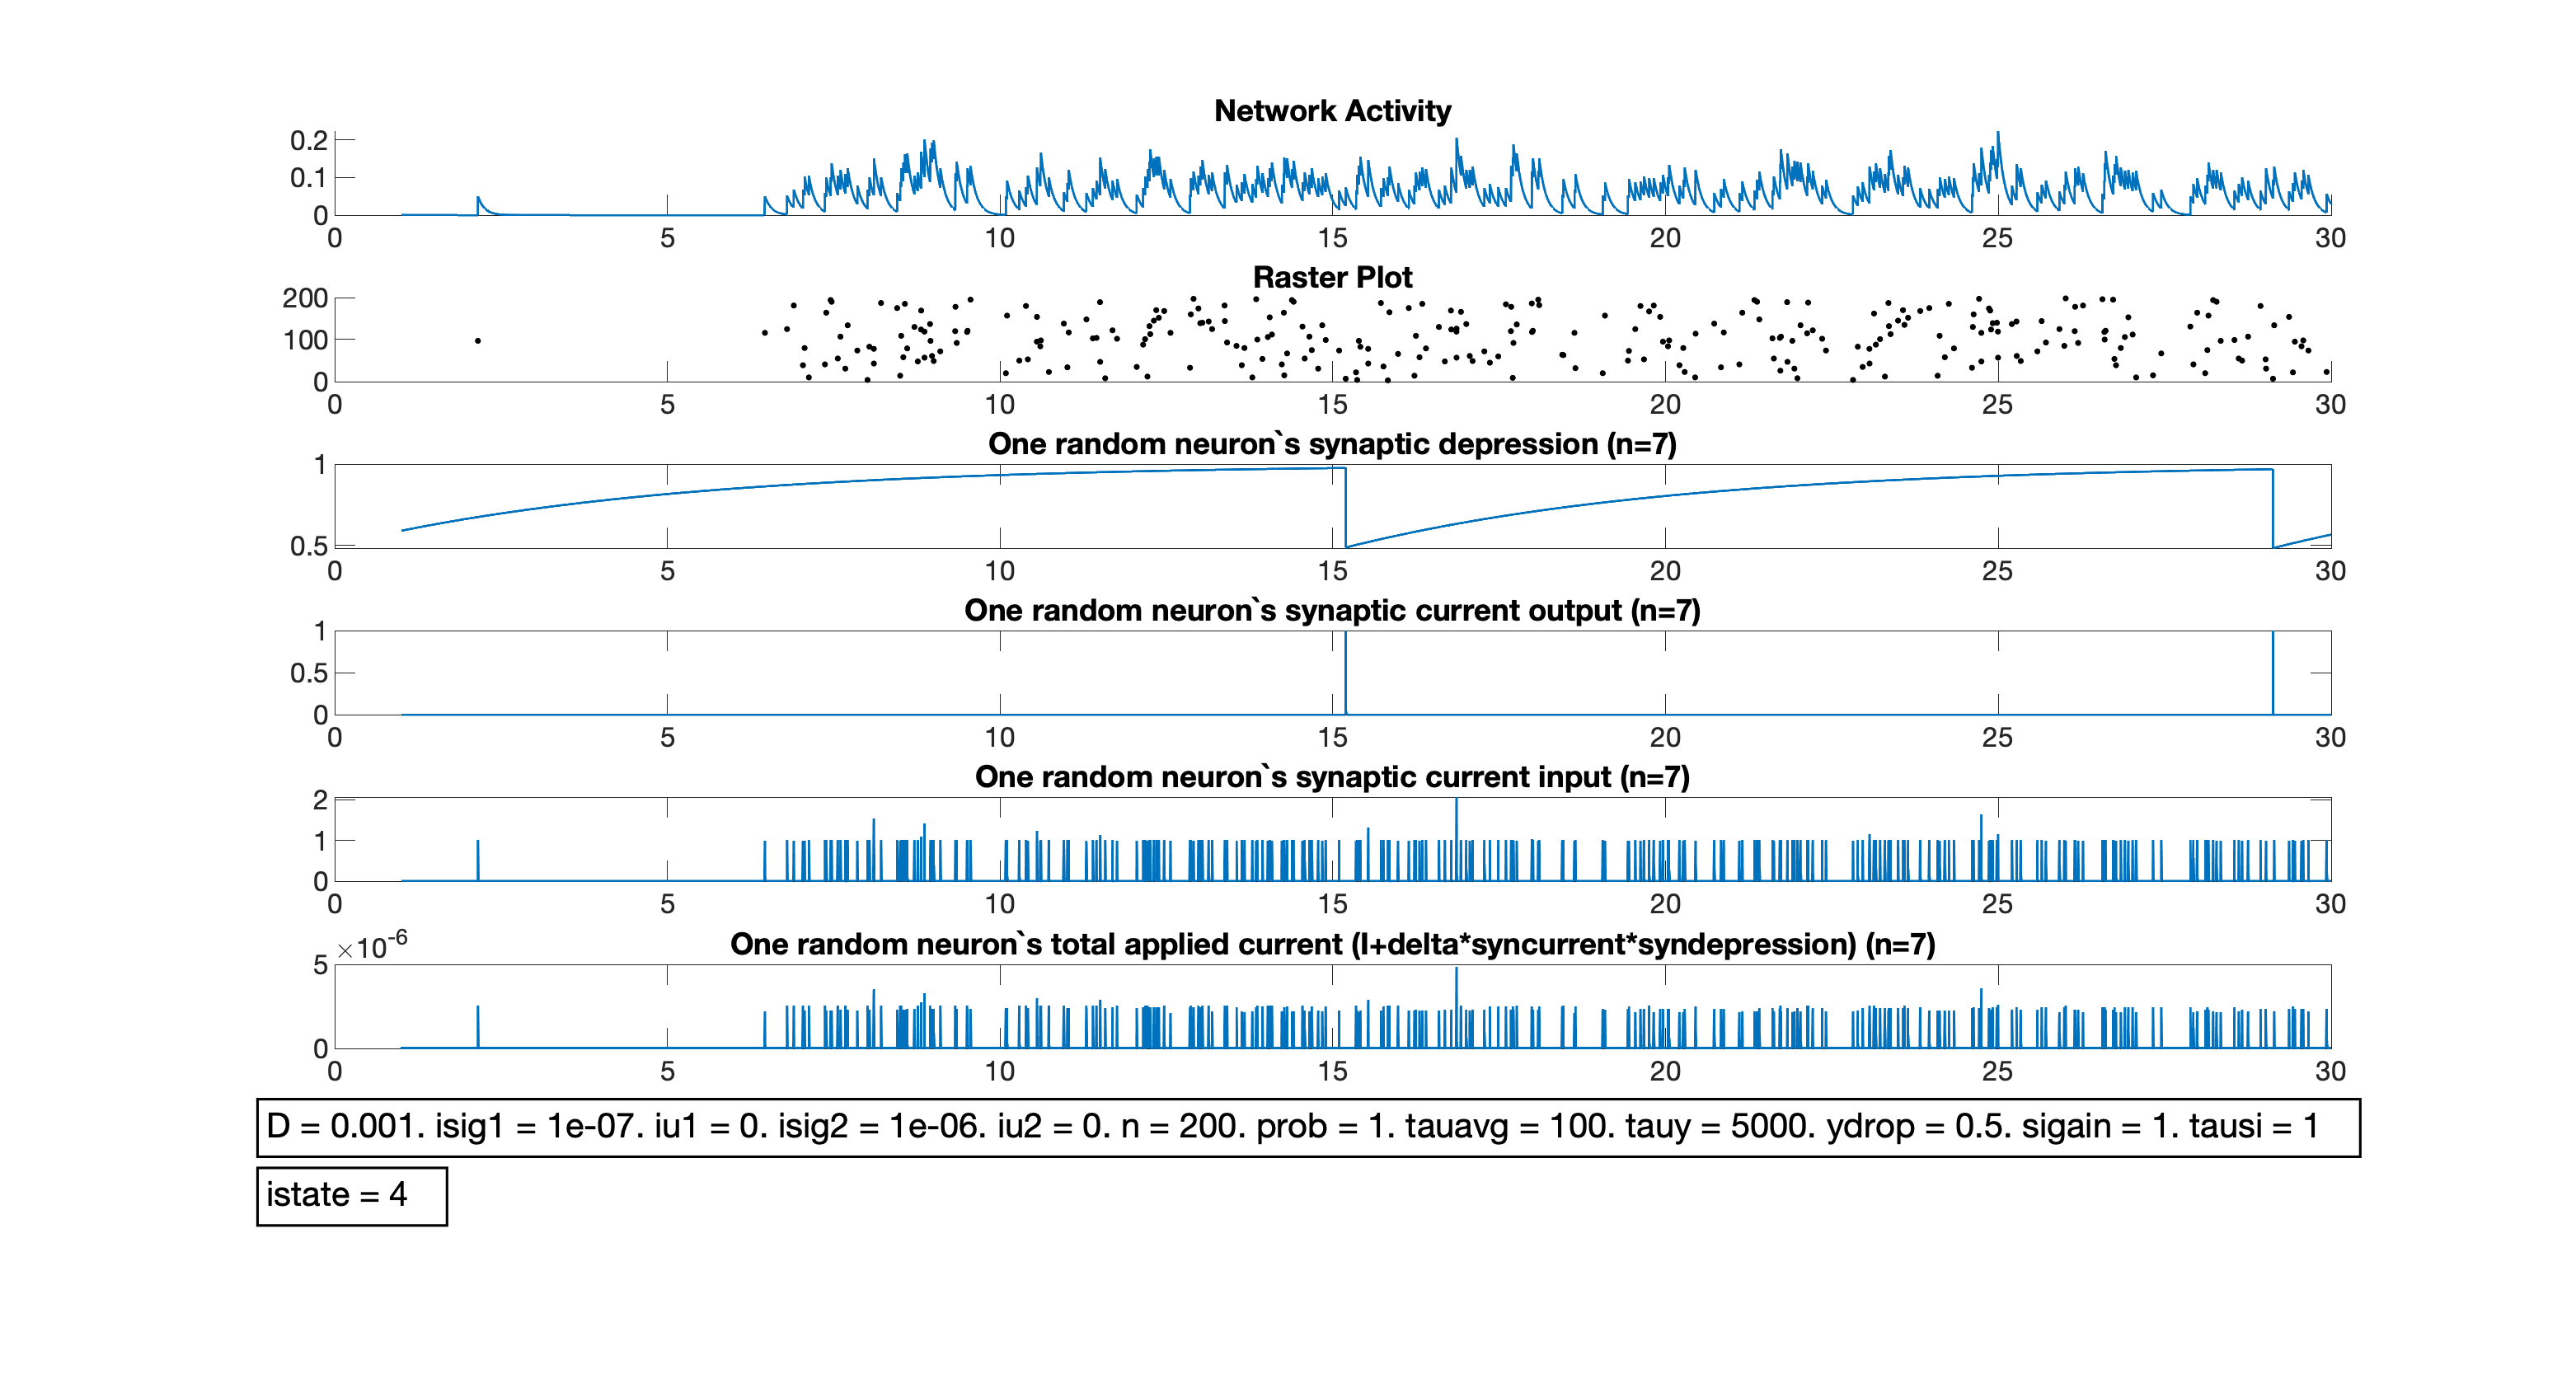 Network Activity
0.2
0.1
0
0 5 10 15 20 25 30
Raster Plot
200
100
0
0 5 10 15 20 25 30
One random neuron`s synaptic depression (n=7)
1
0.5
0 5 10 15 20 25 30
One random neuron`s synaptic current output (n=7)
1
0.5
0
0 5 10 15 20 25 30
One random neuron`s synaptic current input (n=7)
2
1
0
0 5 10 15 20 25 30
×10-6 One random neuron`s total applied current (I+delta*syncurrent*syndepression) (n=7)
5
0
0 5 10 15 20 25 30
D = 0.001. isig1 = 1e-07. iu1 = 0. isig2 = 1e-06. iu2 = 0. n = 200. prob = 1. tauavg = 100. tauy = 5000. ydrop = 0.5. sigain = 1. tausi = 1
istate = 4